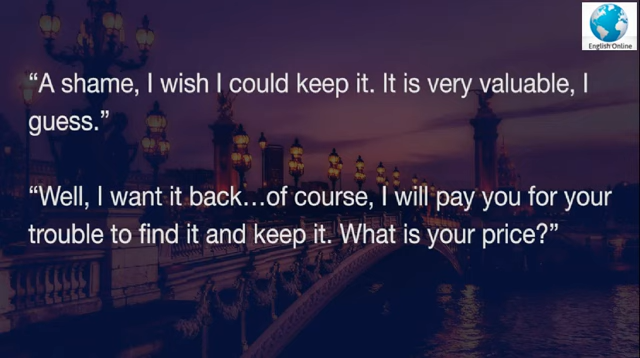 English Online
“A shame, I wish I could keep it. It is very valuable, I
guess.”
“Well, I want it back…of course, I will pay you for your
trouble to find it and keep it. What is your price?”